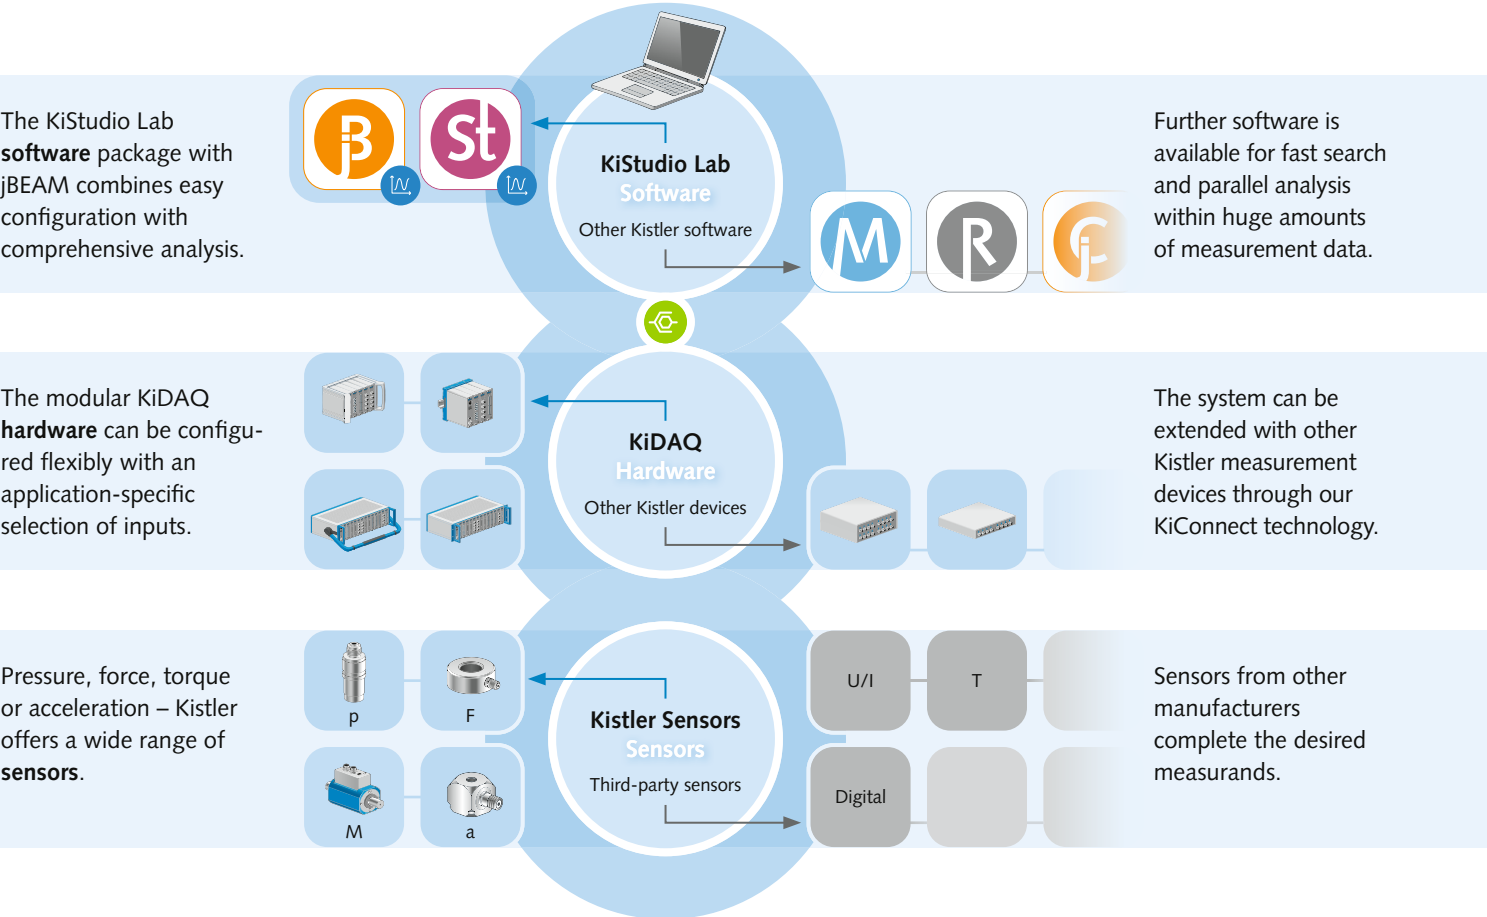 The KiStudio Lab
software package with
jBEAM combines easy
configuration with
comprehensive analysis.
jB
St
KiStudio Lab
Software
Other Kistler software
M
R
jC
Further software is
available for fast search
and parallel analysis
within huge amounts
of measurement data.
The modular KiDAQ
hardware can be configu-
red flexibly with an
application-specific
selection of inputs.
KiDAQ
Hardware
Other Kistler devices
The system can be
extended with other
Kistler measurement
devices through our
KiConnect technology.
Pressure, force, torque
or acceleration – Kistler
offers a wide range of
sensors.
p
F
M
a
Kistler Sensors
Sensors
Third-party sensors
U/I
T
Digital
Sensors from other
manufacturers
complete the desired
measurands.